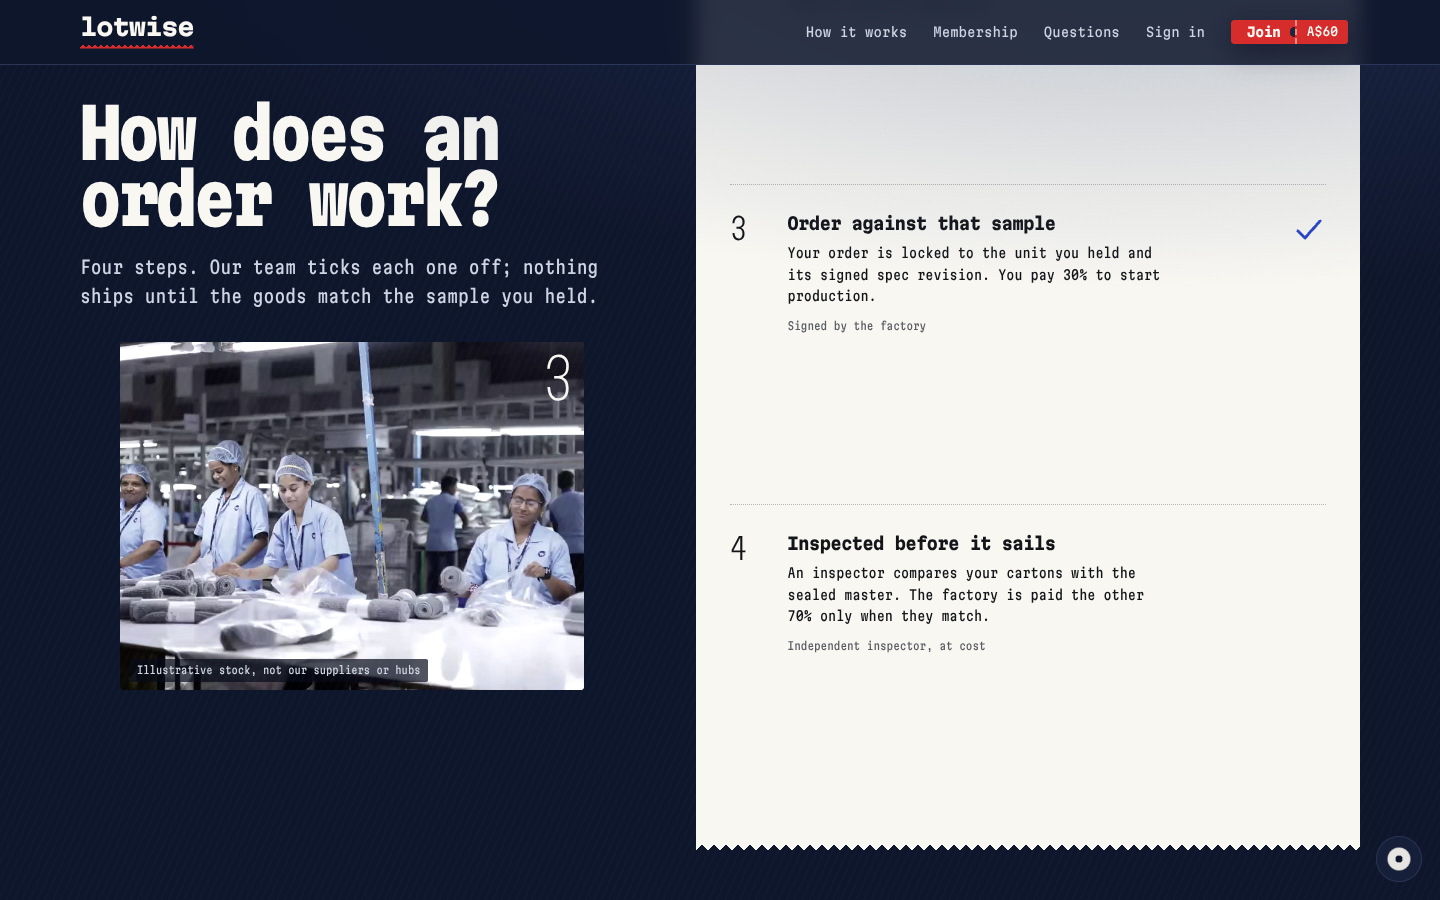 lotwise
How it works
Membership
Questions
Sign in
Join
A$60
How does an
order work?
Four steps. Our team ticks each one off; nothing
ships until the goods match the sample you held.
3
Illustrative stock, not our suppliers or hubs
3
Order against that sample
Your order is locked to the unit you held and
its signed spec revision. You pay 30% to start
production.
Signed by the factory
4
Inspected before it sails
An inspector compares your cartons with the
sealed master. The factory is paid the other
70% only when they match.
Independent inspector, at cost